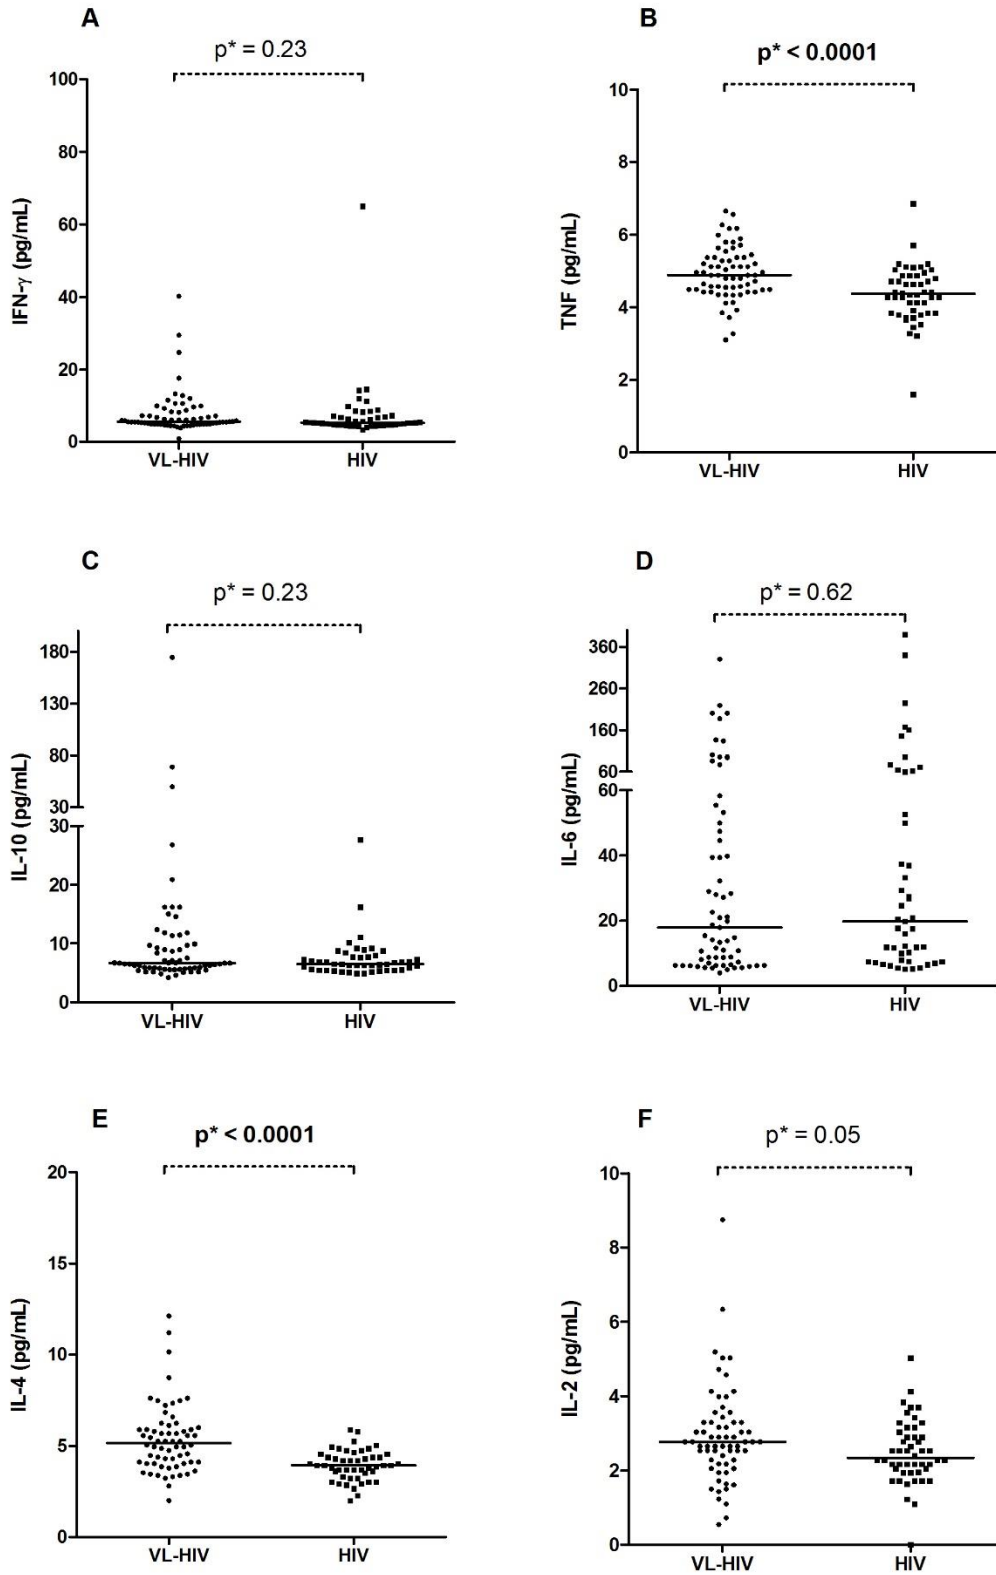 A
p* = 0.23
100
80
60
40
20
0
IFN-γ (pg/mL)
VL-HIV
HIV
B
p* < 0.0001
10
8
6
4
2
0
TNF (pg/mL)
VL-HIV
HIV
C
p* = 0.23
180
130
80
30
30
20
10
0
IL-10 (pg/mL)
VL-HIV
HIV
D
p* = 0.62
360
260
160
60
60
40
20
0
IL-6 (pg/mL)
VL-HIV
HIV
E
p* < 0.0001
20
15
10
5
0
IL-4 (pg/mL)
VL-HIV
HIV
F
p* = 0.05
10
8
6
4
2
0
IL-2 (pg/mL)
VL-HIV
HIV